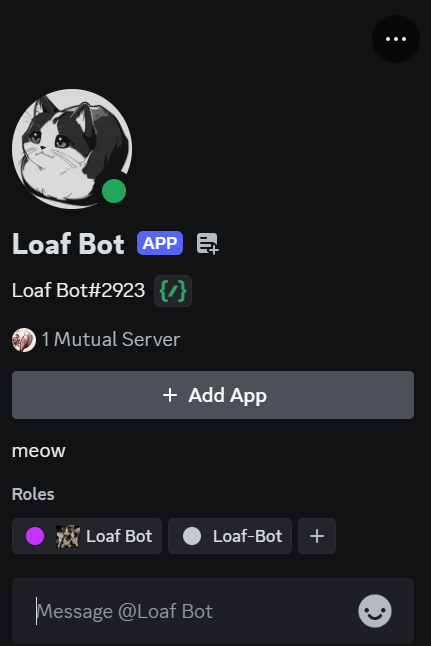 Loaf Bot APP
Loaf Bot#2923 {/}
1 Mutual Server
+ Add App
meow
Roles
Loaf Bot Loaf-Bot +
Message @Loaf Bot